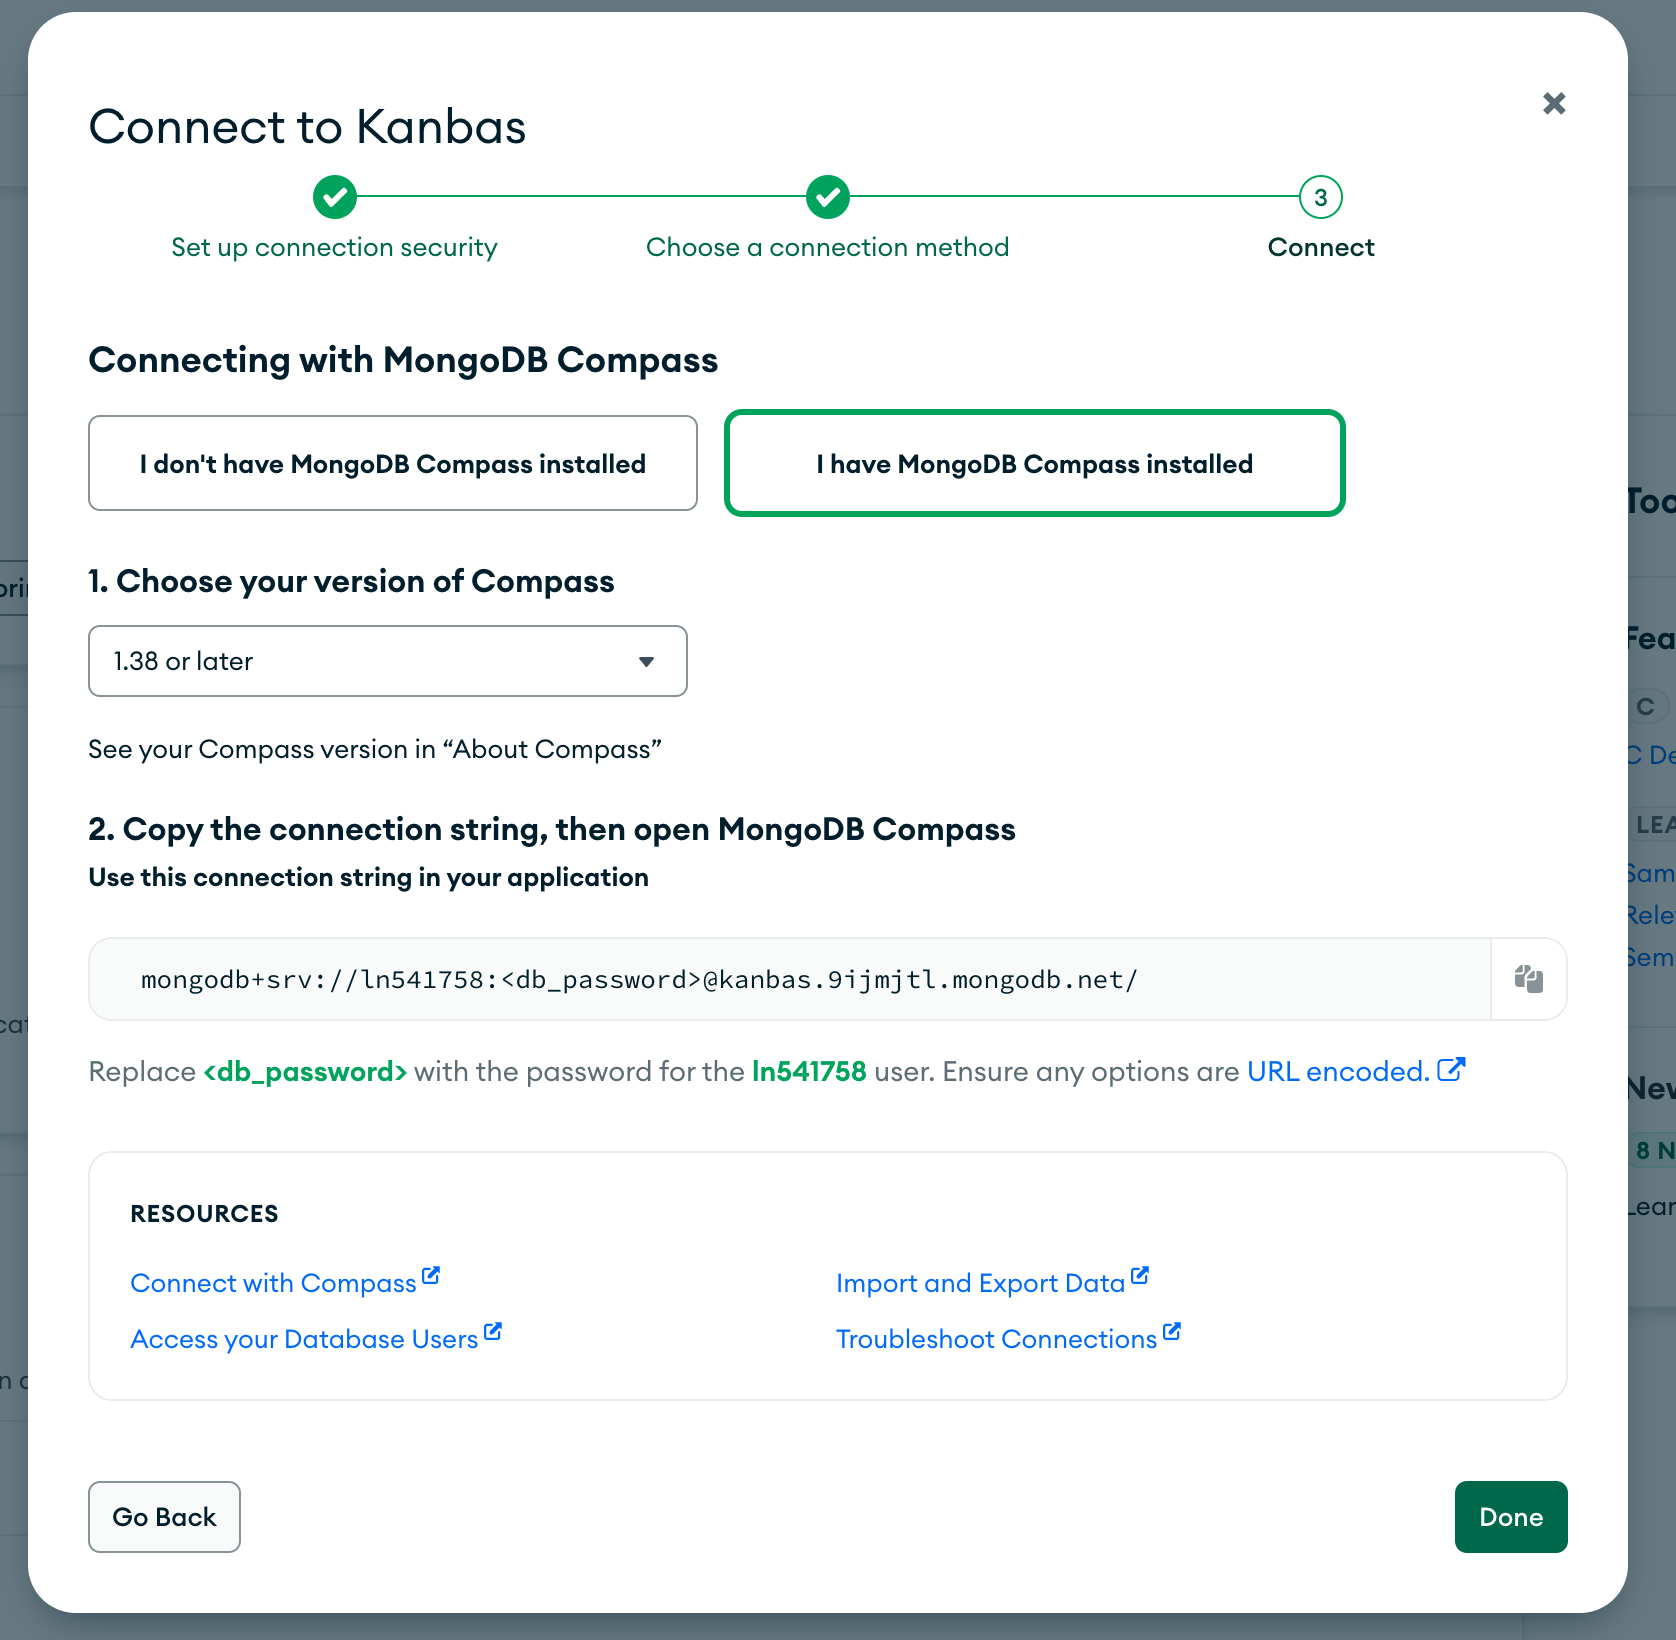 Connect to Kanbas
3
Set up connection security
Choose a connection method
Connect
Connecting with MongoDB Compass
I don't have MongoDB Compass installed
I have MongoDB Compass installed
1. Choose your version of Compass
1.38 or later
See your Compass version in “About Compass”
2. Copy the connection string, then open MongoDB Compass
Use this connection string in your application
mongodb+srv://ln541758:<db_password>@kanbas.9ijmjtl.mongodb.net/
Replace <db_password> with the password for the ln541758 user. Ensure any options are URL encoded.
RESOURCES
Connect with Compass
Import and Export Data
Access your Database Users
Troubleshoot Connections
Go Back
Done
C
8 N